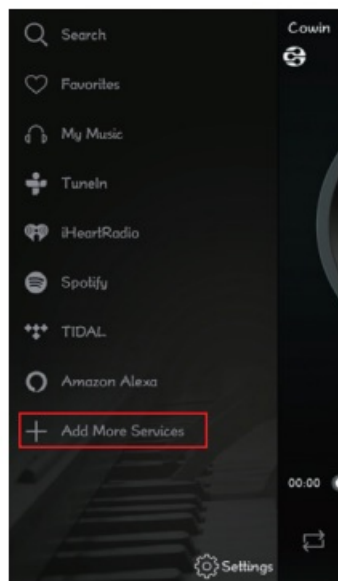 Search
Favorites
My Music
TuneIn
iHeartRadio
Spotify
TIDAL
Amazon Alexa
Add More Services
Settings
Cowin
00:00